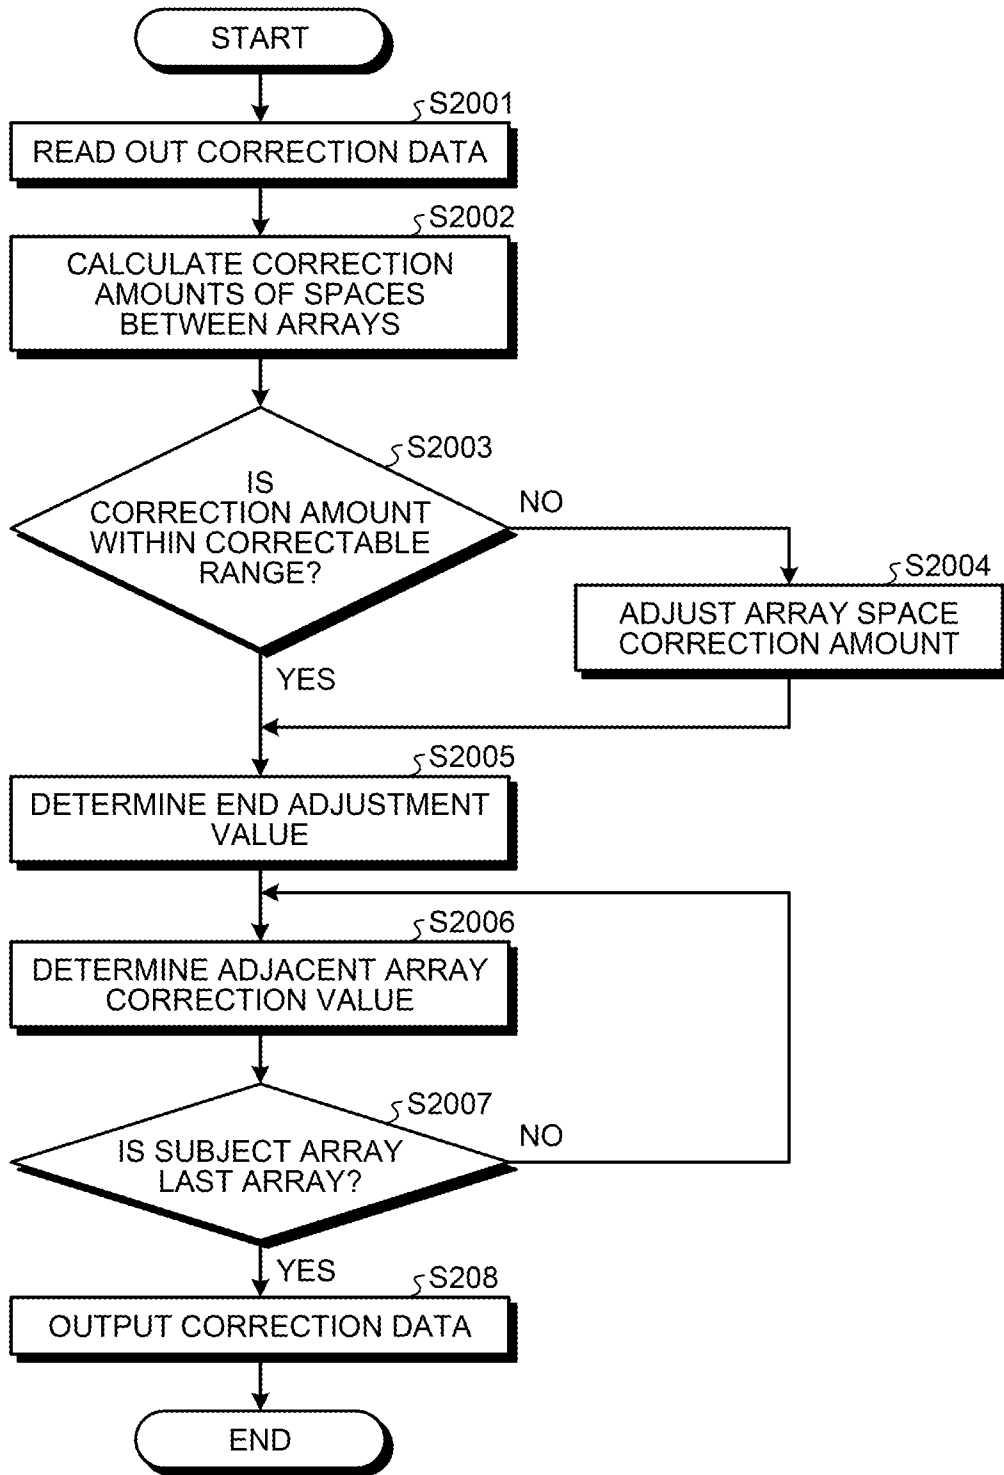 START
S2001
READ OUT CORRECTION DATA
S2002
CALCULATE CORRECTION
AMOUNTS OF SPACES
BETWEEN ARRAYS
S2003
IS
CORRECTION AMOUNT
WITHIN CORRECTABLE
RANGE?
NO
S2004
ADJUST ARRAY SPACE
CORRECTION AMOUNT
YES
S2005
DETERMINE END ADJUSTMENT
VALUE
S2006
DETERMINE ADJACENT ARRAY
CORRECTION VALUE
S2007
IS SUBJECT ARRAY
LAST ARRAY?
NO
YES
S208
OUTPUT CORRECTION DATA
END